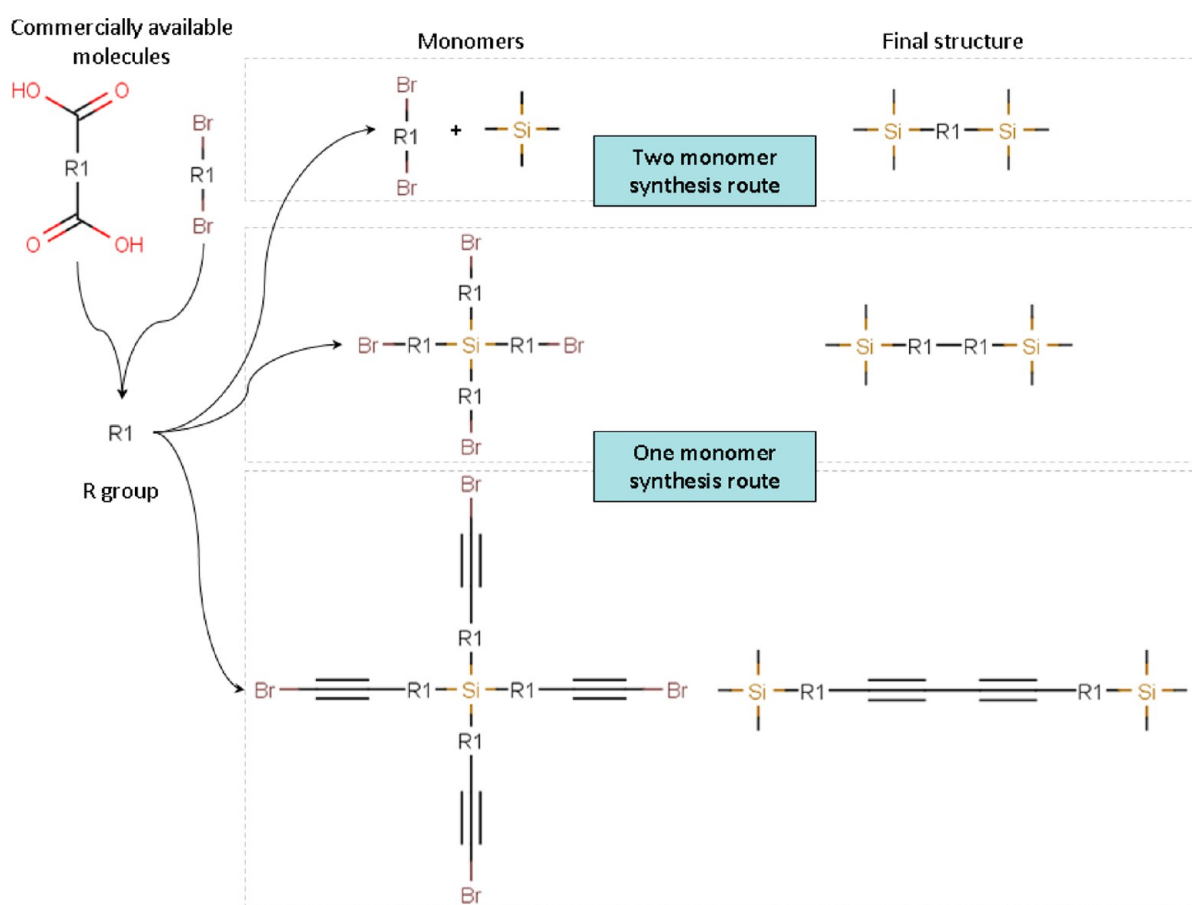 Commercially available
molecules
Monomers
Final structure
HO
O
R1
O
OH
Br
R1
Br
Br
R1
Br
+
Si
Two monomer
synthesis route
Si
R1
Si
Br
R1
Br
R1
Si
R1
Br
R1
Br
Si
R1
R1
Si
R1
R group
One monomer
synthesis route
Br
R1
Br
R1
Si
R1
Br
R1
Br
Si
R1
R1
Si